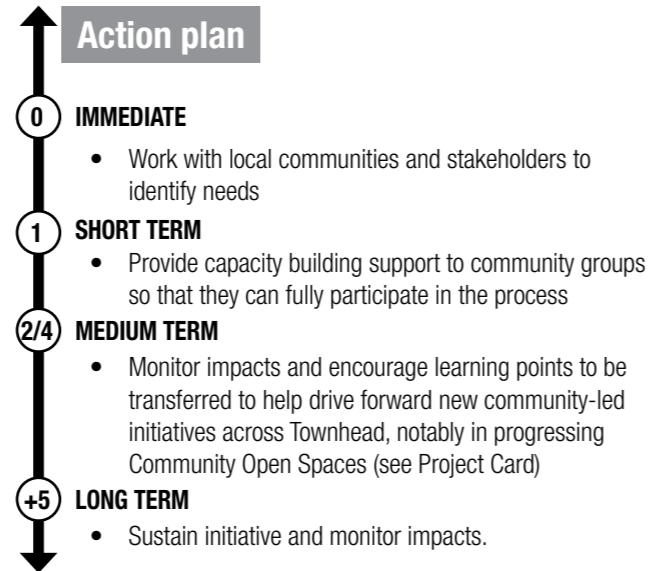 Action plan
0 IMMEDIATE
• Work with local communities and stakeholders to
identify needs
1 SHORT TERM
• Provide capacity building support to community groups
so that they can fully participate in the process
2/4 MEDIUM TERM
• Monitor impacts and encourage learning points to be
transferred to help drive forward new community-led
initiatives across Townhead, notably in progressing
Community Open Spaces (see Project Card)
+5 LONG TERM
• Sustain initiative and monitor impacts.